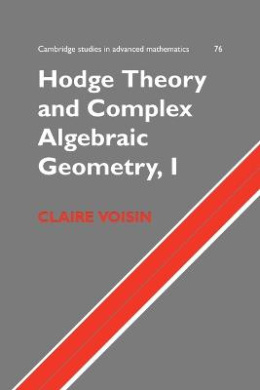 Cambridge studies in advanced mathematics 76
Hodge Theory
and Complex
Algebraic
Geometry, I
CLAIRE VOISIN